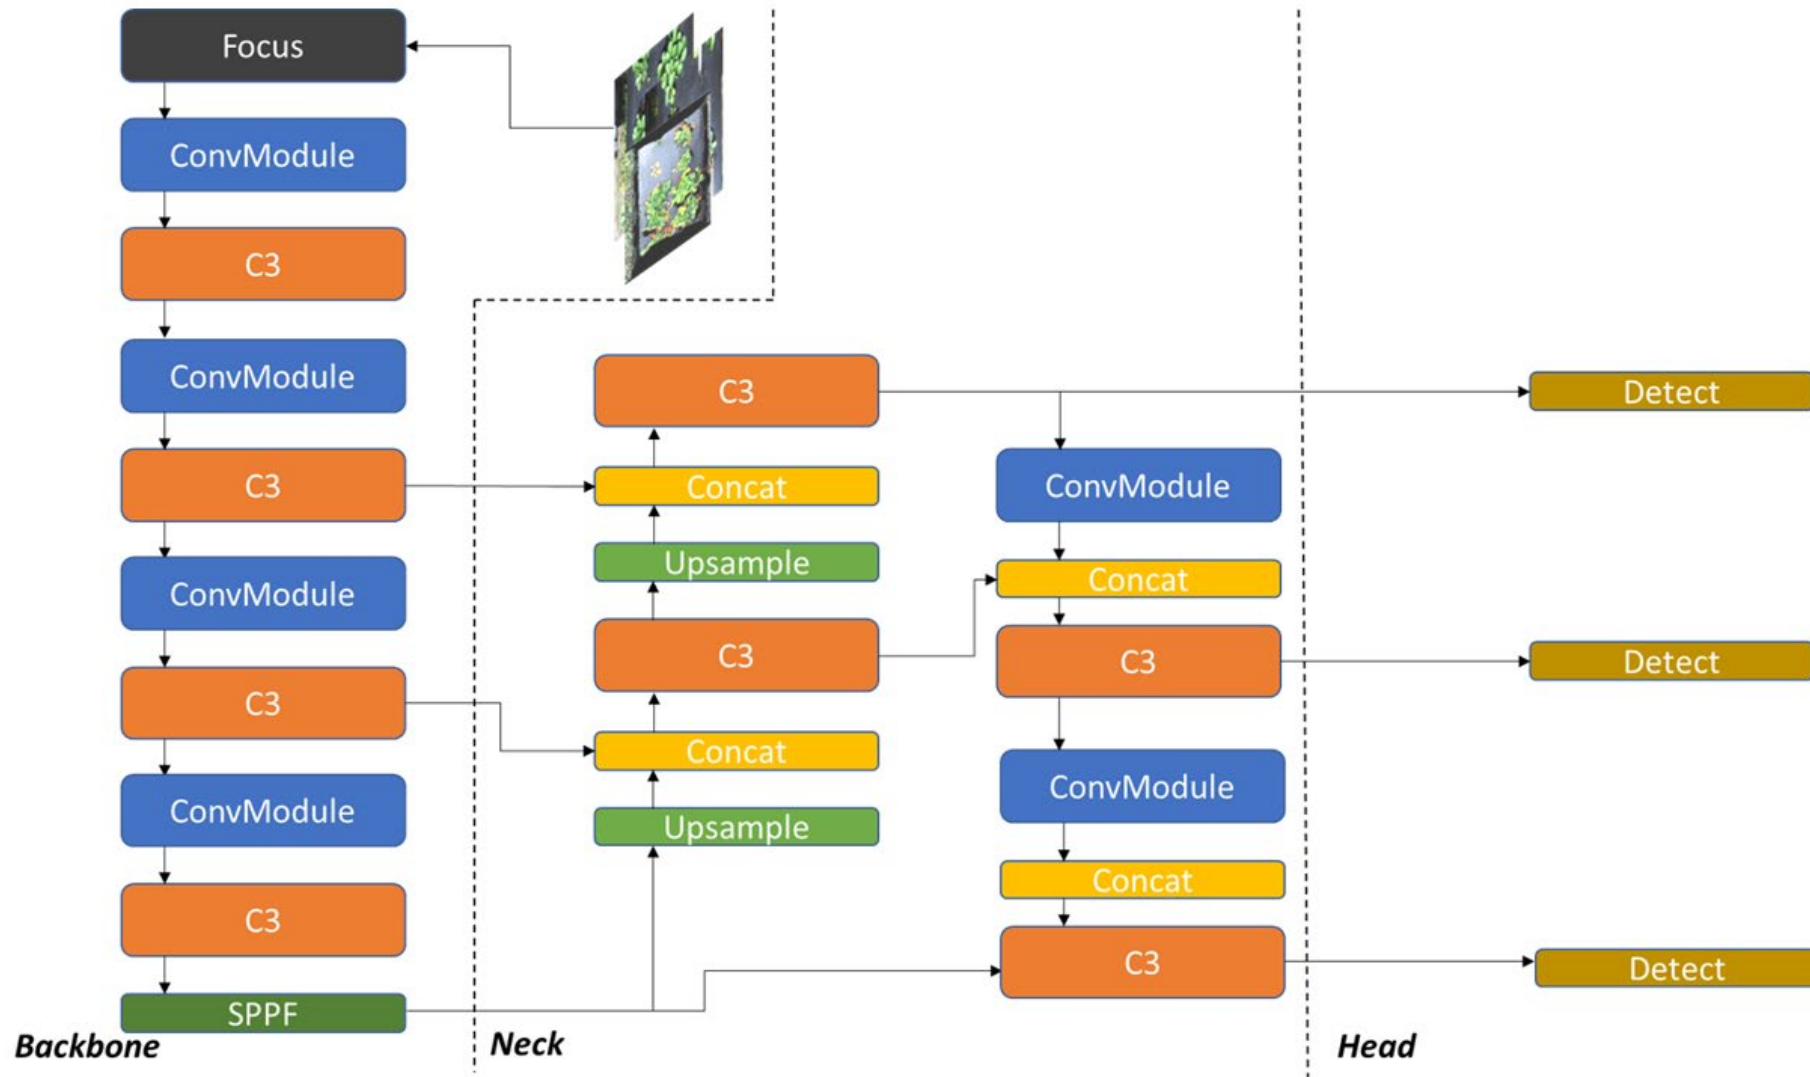 Focus
ConvModule
C3
ConvModule
C3
ConvModule
C3
ConvModule
C3
SPPF
Backbone
C3
Concat
Upsample
C3
Concat
Upsample
Neck
ConvModule
Concat
C3
ConvModule
Concat
C3
Detect
Detect
Detect
Head